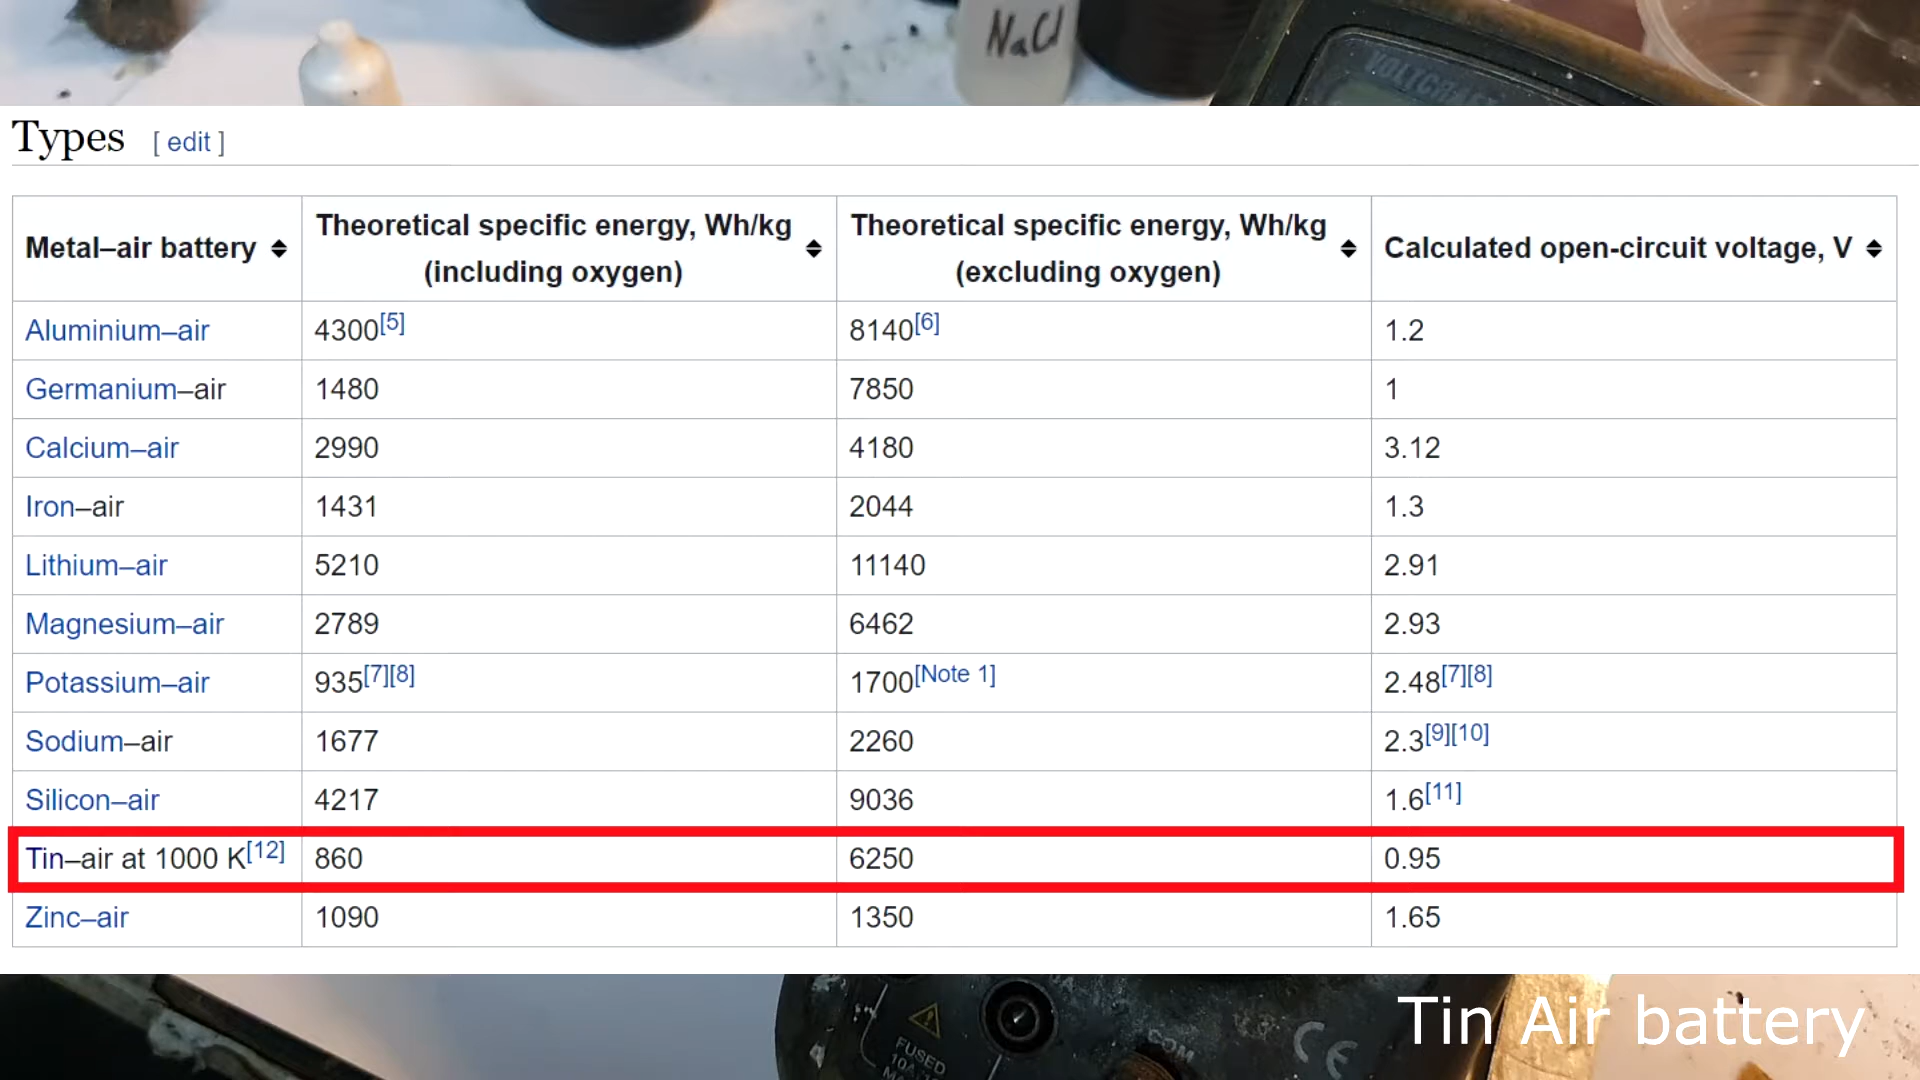 NaCl
VOLTCRAFT
Types [ edit ]
Metal–air battery
Theoretical specific energy, Wh/kg
(including oxygen)
Theoretical specific energy, Wh/kg
(excluding oxygen)
Calculated open-circuit voltage, V
Aluminium–air 4300[5] 8140[6] 1.2
Germanium–air 1480 7850 1
Calcium–air 2990 4180 3.12
Iron–air 1431 2044 1.3
Lithium–air 5210 11140 2.91
Magnesium–air 2789 6462 2.93
Potassium–air 935[7][8] 1700[Note 1] 2.48[7][8]
Sodium–air 1677 2260 2.3[9][10]
Silicon–air 4217 9036 1.6[11]
Tin–air at 1000 K[12] 860 6250 0.95
Zinc–air 1090 1350 1.65
Tin Air battery
COM
CE
FUSED